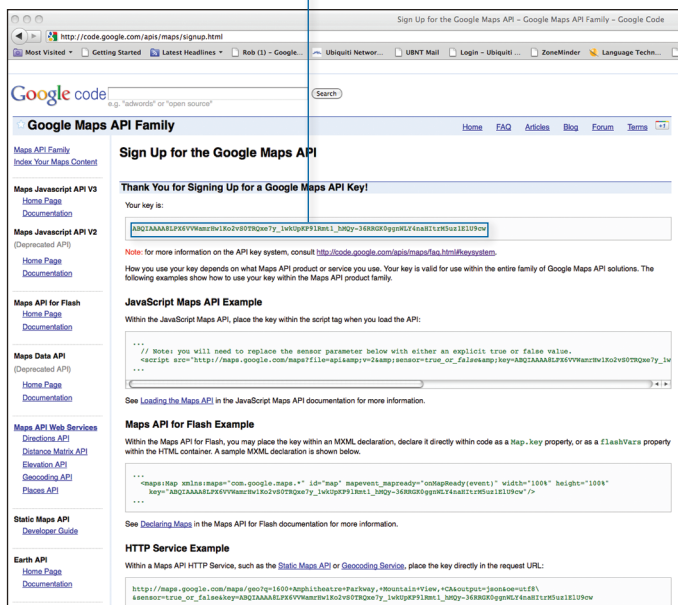 Sign Up for the Google Maps API – Google Maps API Family – Google Code
http://code.google.com/apis/maps/signup.html
Most Visited Getting Started Latest Headlines Rob (1) – Google... Ubiquiti Networ... UBNT Mail Login – Ubiquiti ... ZoneMinder Language Techn...
Google code Search
e.g. "adwords" or "open source"
Google Maps API Family Home FAQ Articles Blog Forum Terms +1
Maps API Family
Index Your Maps Content
Maps Javascript API V3
Home Page
Documentation
Maps Javascript API V2
(Deprecated API)
Home Page
Documentation
Maps API for Flash
Home Page
Documentation
Maps Data API
(Deprecated API)
Home Page
Documentation
Maps API Web Services
Directions API
Distance Matrix API
Elevation API
Geocoding API
Places API
Static Maps API
Developer Guide
Earth API
Home Page
Documentation
Sign Up for the Google Maps API
Thank You for Signing Up for a Google Maps API Key!
Your key is:
Note: for more information on the API key system, consult http://code.google.com/apis/maps/faq.html#keysystem.
How you use your key depends on what Maps API product or service you use. Your key is valid for use within the entire family of Google Maps API solutions. The
following examples show how to use your key within the Maps API product family.
JavaScript Maps API Example
Within the JavaScript Maps API, place the key within the script tag when you load the API:
...
// Note: you will need to replace the sensor parameter below with either an explicit true or false value.
<script src="http://maps.google.com/maps?file=api&amp;v=2&amp;sensor=true_or_false&amp;
...
See Loading the Maps API in the JavaScript Maps API documentation for more information.
Maps API for Flash Example
Within the Maps API for Flash, you may place the key within an MXML declaration, declare it directly within code as a Map.key property, or as a flashVars property
within the HTML container. A sample MXML declaration is shown below.
...
<maps:Map xmlns:maps="com.google.maps.*" id="map" mapevent_mapready="onMapReady(event)" width="100%" height="100%"
...
See Declaring Maps in the Maps API for Flash documentation for more information.
HTTP Service Example
Within a Maps API HTTP Service, such as the Static Maps API or Geocoding Service, place the key directly in the request URL:
http://maps.google.com/maps/geo?q=1600+Amphitheatre+Parkway,+Mountain+View,+CA&output=json&oe=utf8\